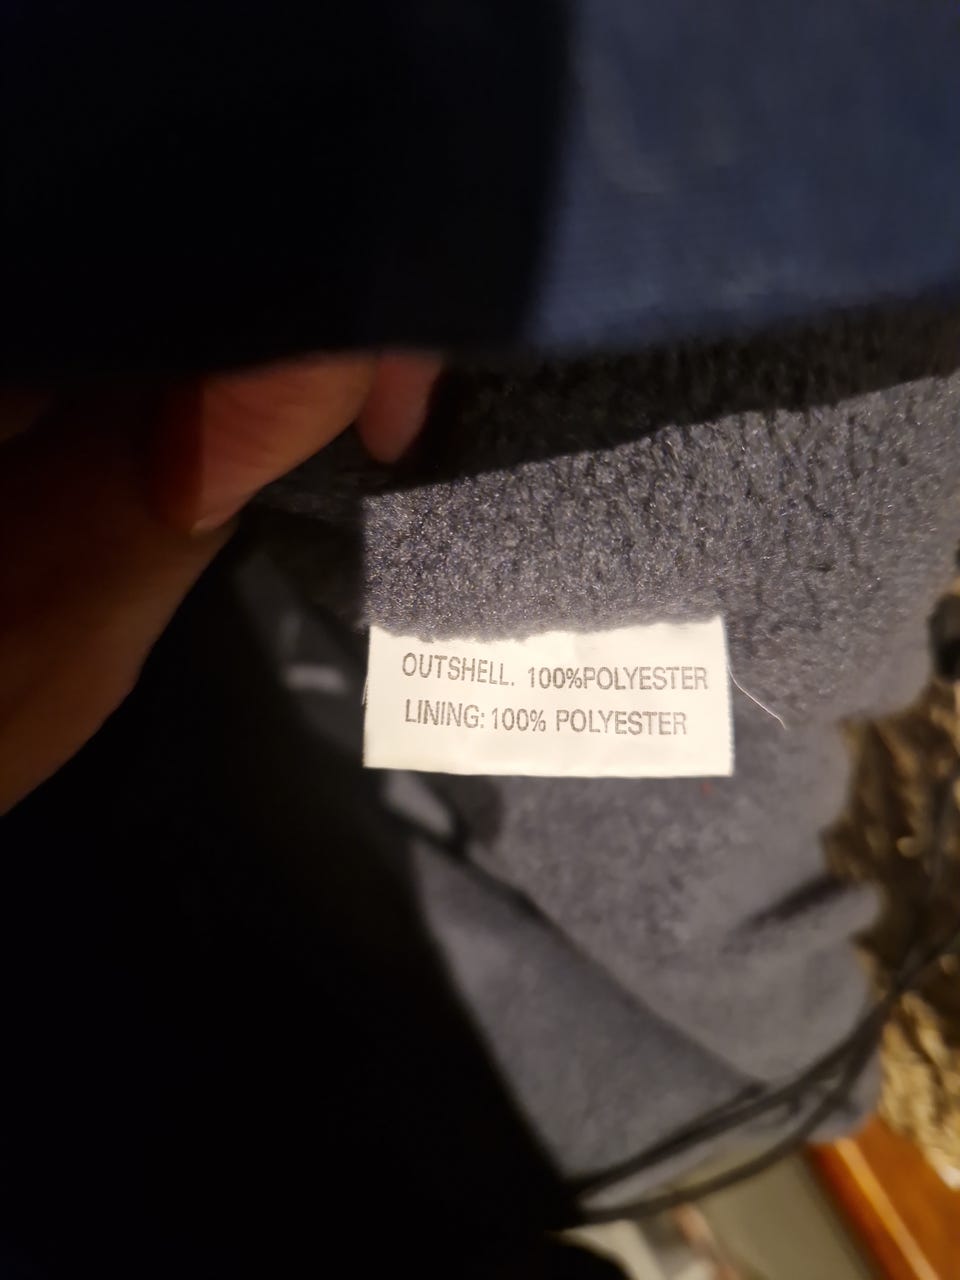 OUTSHELL. 100%POLYESTER
LINING: 100% POLYESTER